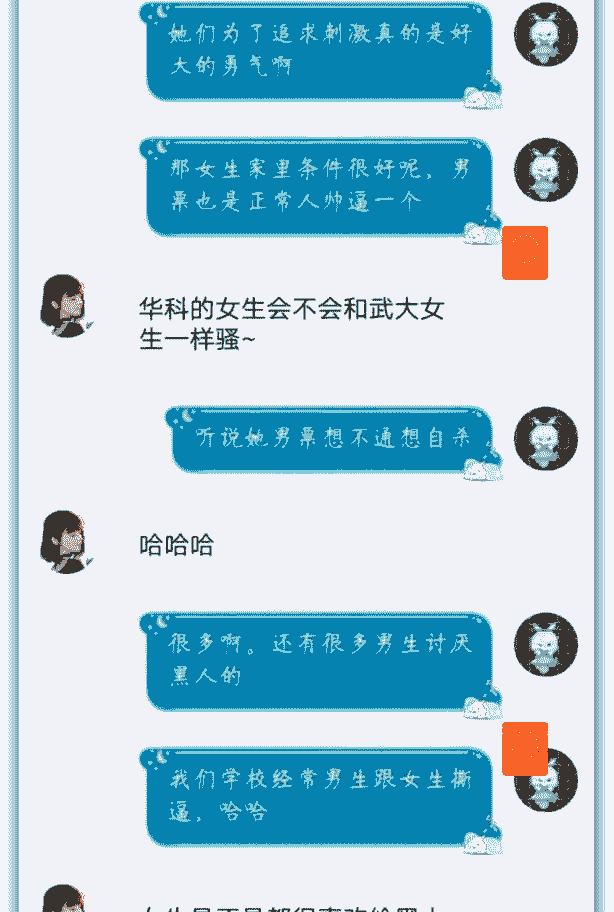 她们为了追求刺激真的是好
大的勇气啊
那女生家里条件很好呢，男
票也是正常人帅逼一个
华科的女生会不会和武大女
生一样骚~
听说她男票想不通想自杀
哈哈哈
很多啊。还有很多男生讨厌
黑人的
我们学校经常男生跟女生撕
逼，哈哈